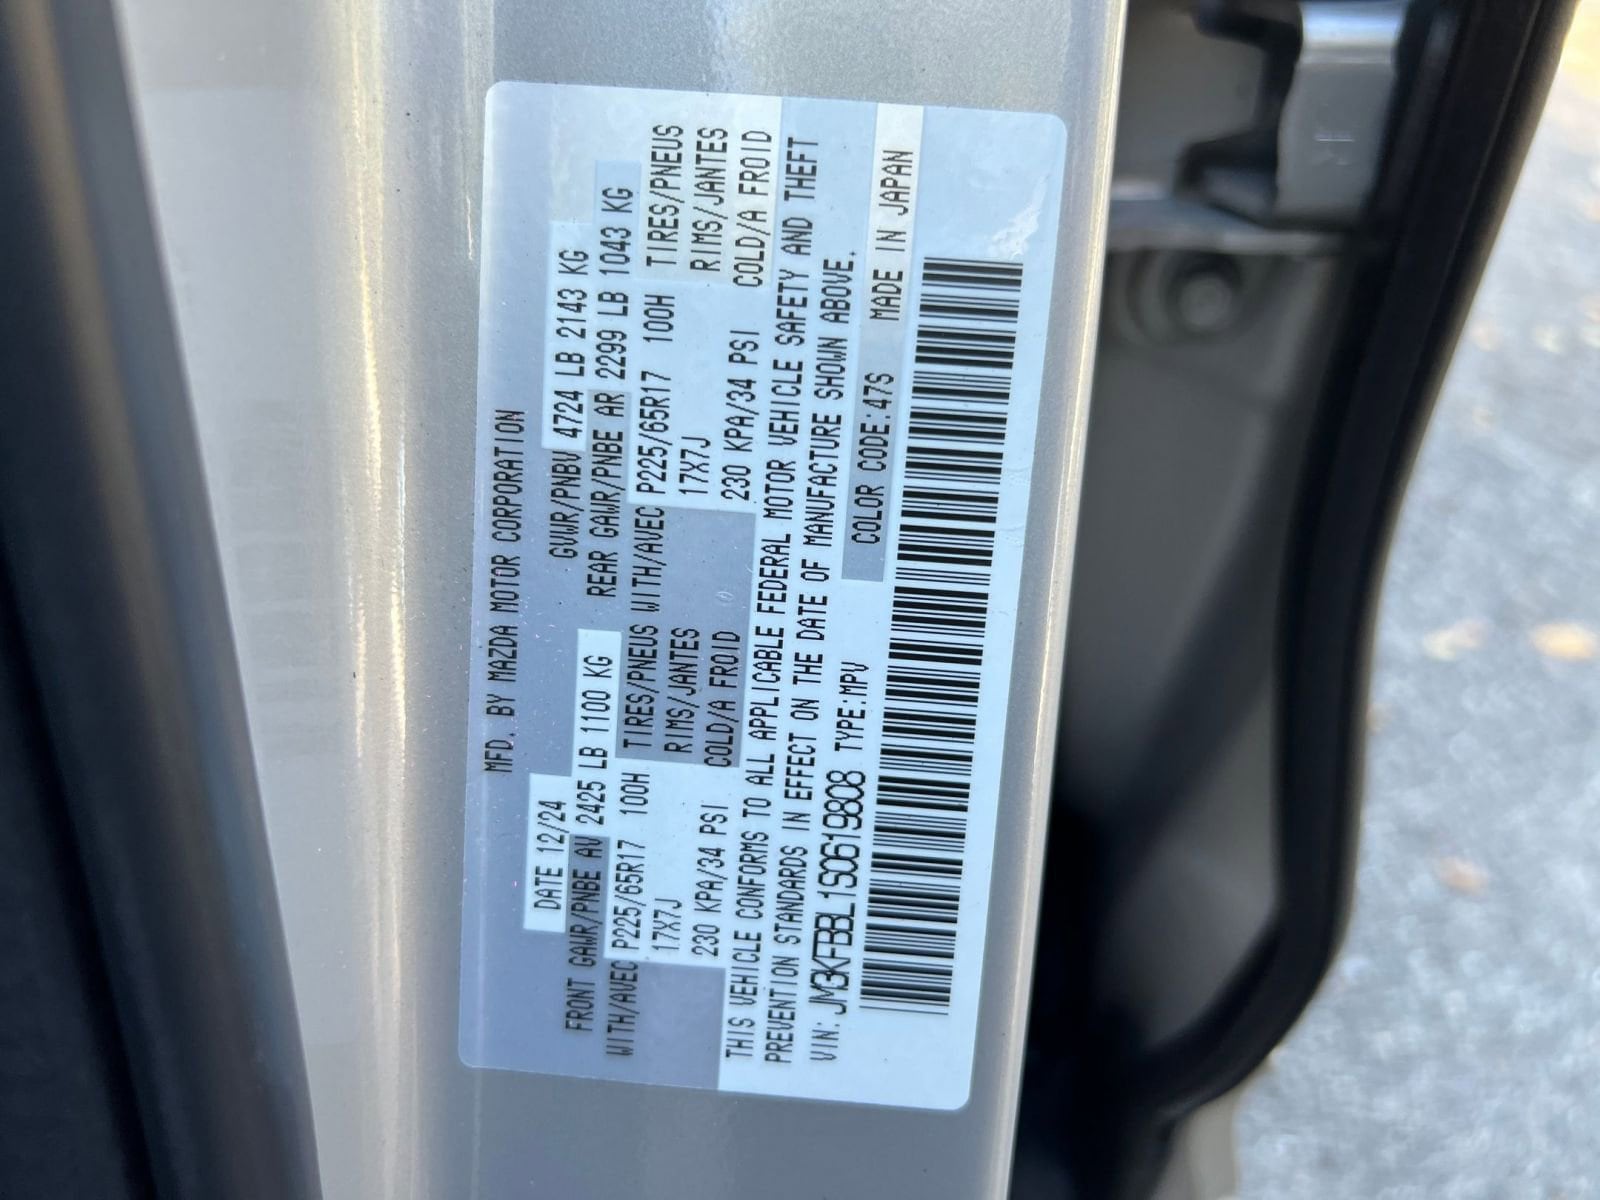 MFD. BY MAZDA MOTOR CORPORATION
DATE 12/24 GVWR/PNBV 4724 LB 2143 KG
FRONT GAWR/PNBE AV 2425 LB 1100 KG REAR GAWR/PNBE AR 2299 LB 1043 KG
WITH/AVEC P225/65R17 100H TIRES/PNEUS WITH/AVEC P225/65R17 100H TIRES/PNEUS
17X7J RIMS/JANTES 17X7J RIMS/JANTES
230 KPA/34 PSI COLD/A FROID 230 KPA/34 PSI COLD/A FROID
THIS VEHICLE CONFORMS TO ALL APPLICABLE FEDERAL MOTOR VEHICLE SAFETY AND THEFT
PREVENTION STANDARDS IN EFFECT ON THE DATE OF MANUFACTURE SHOWN ABOVE.
VIN: JM3KFBBL1S0619808 TYPE:MPV COLOR CODE:47S MADE IN JAPAN